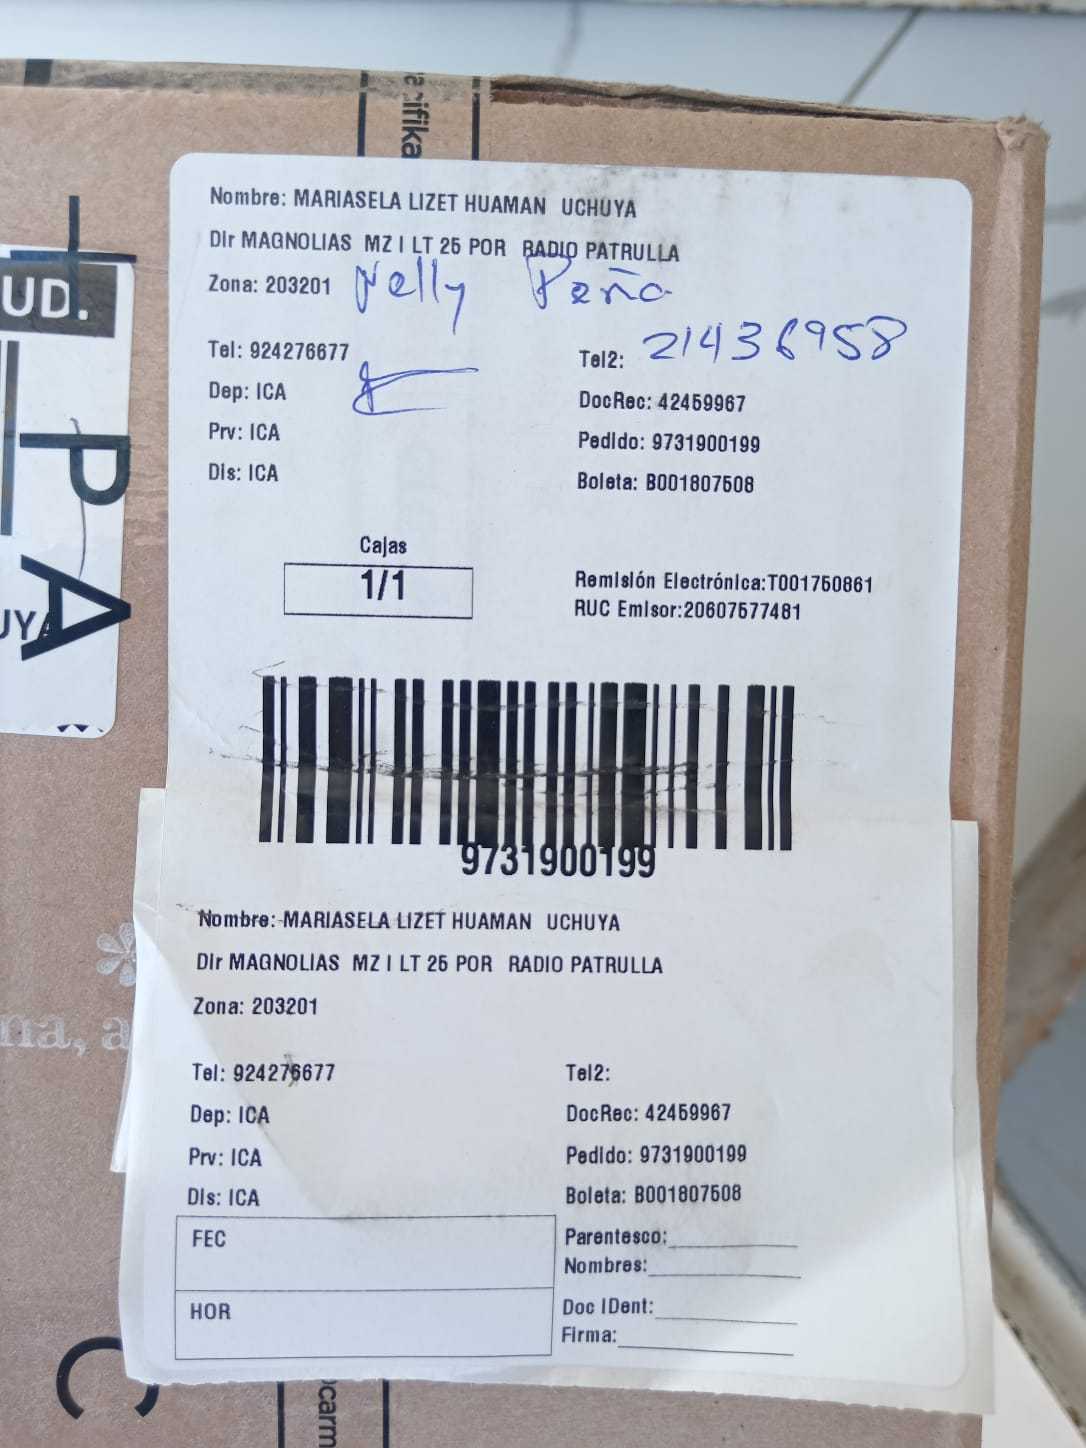 Nombre: MARIASELA LIZET HUAMAN UCHUYA
Dir MAGNOLIAS MZ I LT 25 POR RADIO PATRULLA
Zona: 203201 Nelly Peña
21436958
Tel: 924276677 Tel2:
Dep: ICA DocRec: 42459967
Prv: ICA Pedido: 9731900199
Dis: ICA Boleta: B001807508
Cajas
1/1
Remisión Electrónica:T001750861
RUC Emisor:20607577481
9731900199
Nombre: MARIASELA LIZET HUAMAN UCHUYA
Dir MAGNOLIAS MZ I LT 25 POR RADIO PATRULLA
Zona: 203201
Tel: 924276677 Tel2:
Dep: ICA DocRec: 42459967
Prv: ICA Pedido: 9731900199
Dis: ICA Boleta: B001807508
FEC
HOR
Parentesco:
Nombres:
Doc IDent:
Firma:
UD.
P
A
C
na, a